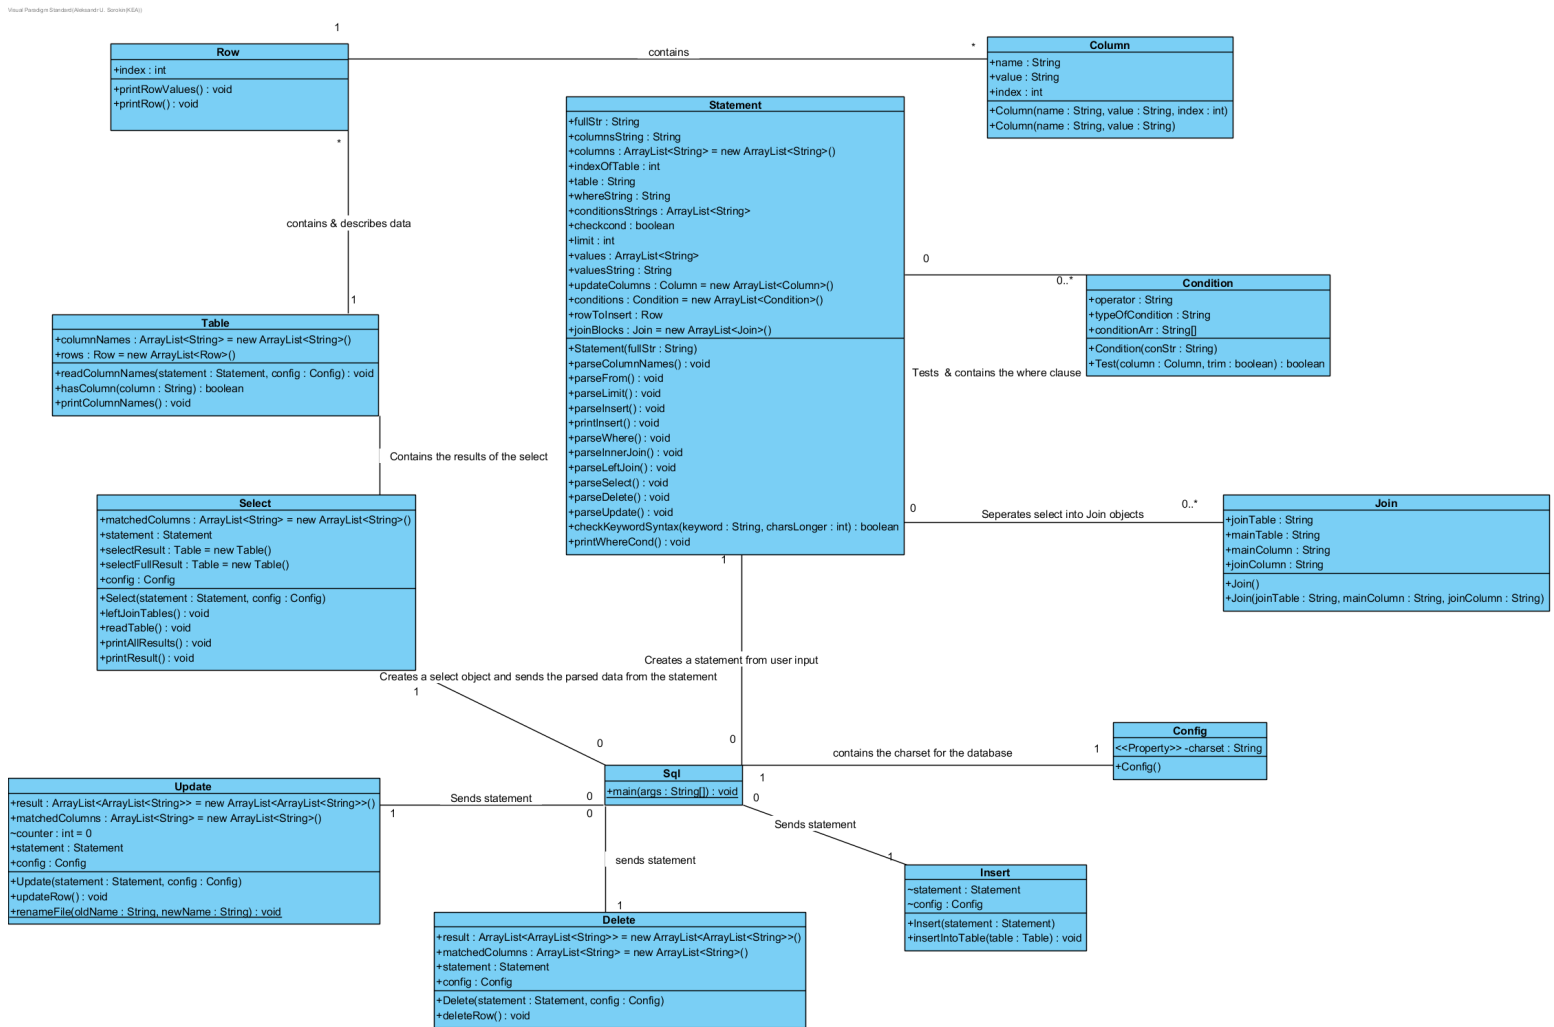 Visual Paradigm Standard(Aleksandr U. Sorokin(KEA))
1
contains
*
Row
+index : int
+printRowValues() : void
+printRow() : void
Column
+name : String
+value : String
+index : int
+Column(name : String, value : String, index : int)
+Column(name : String, value : String)
*
contains & describes data
1
Statement
+fullStr : String
+columnsString : String
+columns : ArrayList<String> = new ArrayList<String>()
+indexOfTable : int
+table : String
+whereString : String
+conditionsStrings : ArrayList<String>
+checkcond : boolean
+limit : int
+values : ArrayList<String>
+valuesString : String
+updateColumns : Column = new ArrayList<Column>()
+conditions : Condition = new ArrayList<Condition>()
+rowToInsert : Row
+joinBlocks : Join = new ArrayList<Join>()
+Statement(fullStr : String)
+parseColumnNames() : void
+parseFrom() : void
+parseLimit() : void
+parseInsert() : void
+printInsert() : void
+parseWhere() : void
+parseInnerJoin() : void
+parseLeftJoin() : void
+parseSelect() : void
+parseDelete() : void
+parseUpdate() : void
+checkKeywordSyntax(keyword : String, charsLonger : int) : boolean
+printWhereCond() : void
0
0..*
Tests & contains the where clause
Condition
+operator : String
+typeOfCondition : String
+conditionArr : String[]
+Condition(conStr : String)
+Test(column : Column, trim : boolean) : boolean
Table
+columnNames : ArrayList<String> = new ArrayList<String>()
+rows : Row = new ArrayList<Row>()
+readColumnNames(statement : Statement, config : Config) : void
+hasColumn(column : String) : boolean
+printColumnNames() : void
Contains the results of the select
Select
+matchedColumns : ArrayList<String> = new ArrayList<String>()
+statement : Statement
+selectResult : Table = new Table()
+selectFullResult : Table = new Table()
+config : Config
+Select(statement : Statement, config : Config)
+leftJoinTables() : void
+readTable() : void
+printAllResults() : void
+printResult() : void
0
Seperates select into Join objects
0..*
Join
+joinTable : String
+mainTable : String
+mainColumn : String
+joinColumn : String
+Join()
+Join(joinTable : String, mainColumn : String, joinColumn : String)
1
Creates a statement from user input
0
Creates a select object and sends the parsed data from the statement
1
0
contains the charset for the database
1
1
Config
<<Property>> -charset : String
+Config()
Sql
+main(args : String[]) : void
Sends statement
0
1
Update
+result : ArrayList<ArrayList<String>> = new ArrayList<ArrayList<String>>()
+matchedColumns : ArrayList<String> = new ArrayList<String>()
~counter : int = 0
+statement : Statement
+config : Config
+Update(statement : Statement, config : Config)
+updateRow() : void
+renameFile(oldName : String, newName : String) : void
0
sends statement
1
Delete
+result : ArrayList<ArrayList<String>> = new ArrayList<ArrayList<String>>()
+matchedColumns : ArrayList<String> = new ArrayList<String>()
+statement : Statement
+config : Config
+Delete(statement : Statement, config : Config)
+deleteRow() : void
0
Sends statement
1
Insert
~statement : Statement
~config : Config
+Insert(statement : Statement)
+insertIntoTable(table : Table) : void